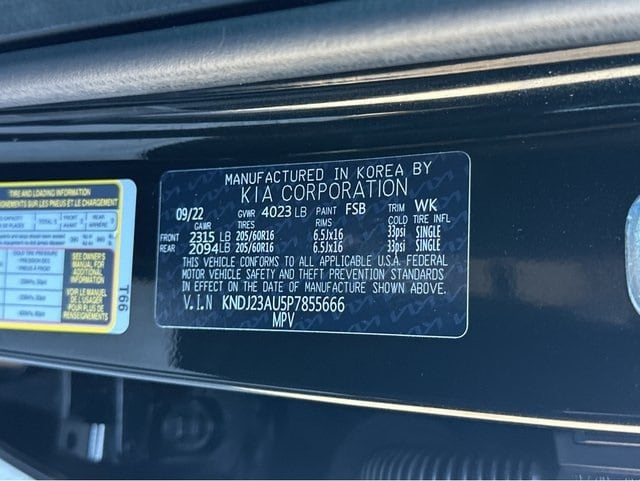 TIRE AND LOADING INFORMATION
SEE OWNER'S
MANUAL FOR
ADDITIONAL
INFORMATION
VOIR LE MANUEL
DE L'USAGER
POUR PLUS DE
RENSEIGNEMENTS
T66
MANUFACTURED IN KOREA BY
KIA CORPORATION
09/22 GVWR 4023 LB PAINT FSB TRIM WK
GAWR TIRES RIMS COLD TIRE INFL
FRONT 2315 LB 205/60R16 6.5Jx16 33psi SINGLE
REAR 2094 LB 205/60R16 6.5Jx16 33psi SINGLE
THIS VEHICLE CONFORMS TO ALL APPLICABLE U.S.A. FEDERAL
MOTOR VEHICLE SAFETY AND THEFT PREVENTION STANDARDS
IN EFFECT ON THE DATE OF MANUFACTURE SHOWN ABOVE.
V.I.N KNDJ23AU5P7855666
MPV